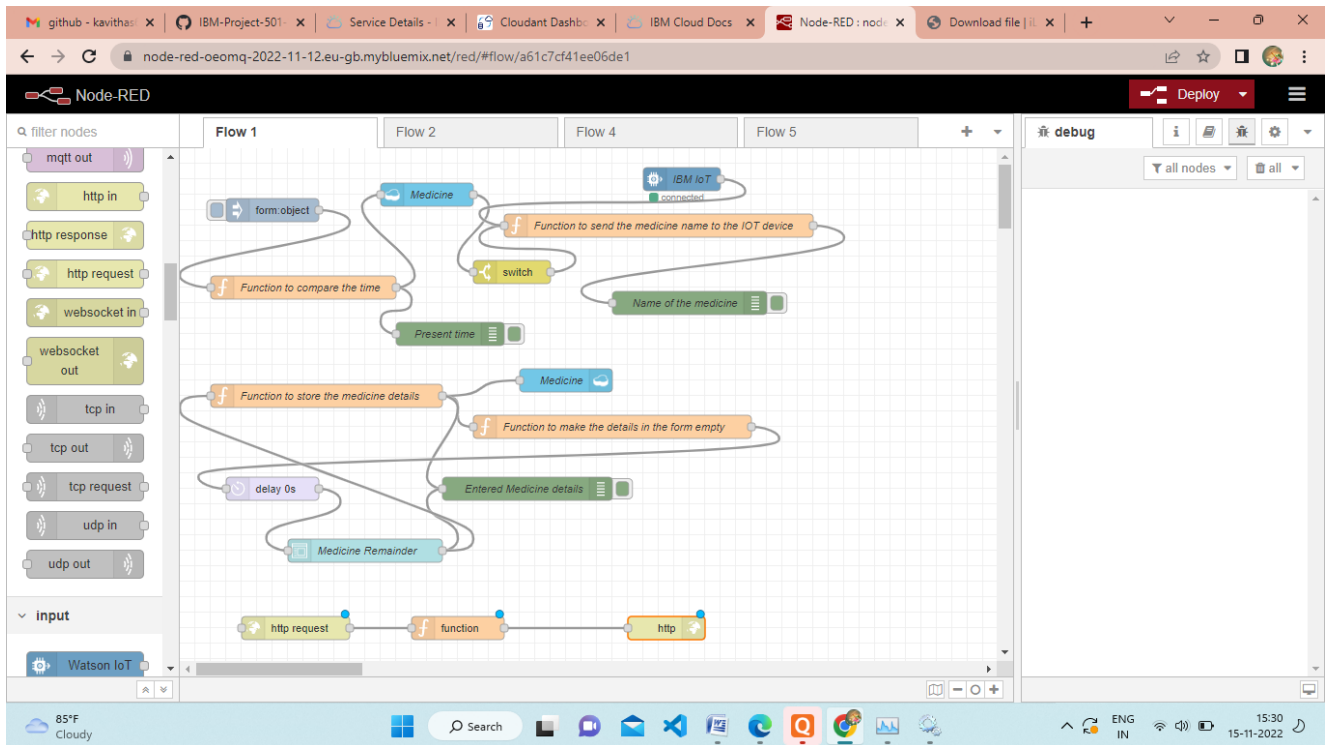 github - kavithas
IBM-Project-501-
Service Details - I
Cloudant Dashbo
IBM Cloud Docs
Node-RED : node
Download file | iL
node-red-oeomq-2022-11-12.eu-gb.mybluemix.net/red/#flow/a61c7cf41ee06de1
Node-RED
Deploy
filter nodes
Flow 1
Flow 2
Flow 4
Flow 5
debug
all nodes
all
mqtt out
http in
http response
http request
websocket in
websocket
out
tcp in
tcp out
tcp request
udp in
udp out
input
Watson IoT
IBM IoT
connected
Medicine
form:object
Function to send the medicine name to the IOT device
switch
Function to compare the time
Name of the medicine
Present time
Medicine
Function to store the medicine details
Function to make the details in the form empty
delay 0s
Entered Medicine details
Medicine Remainder
http request
function
http
85°F
Cloudy
Search
ENG
IN
15:30
15-11-2022